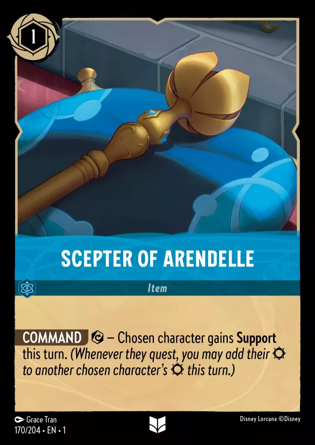 1
SCEPTER OF ARENDELLE
Item
COMMAND — Chosen character gains Support
this turn. (Whenever they quest, you may add their
to another chosen character's this turn.)
Grace Tran
170/204 • EN • 1
Disney Lorcana ©Disney